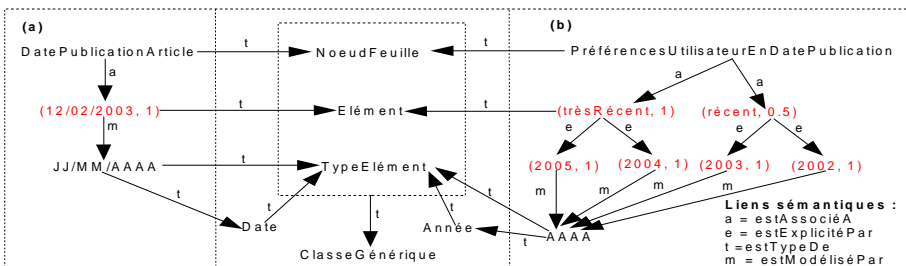 (a)
(b)
DatePublicationArticle
t
NoeudFeuille
t
PréférencesUtilisateurEnDatePublication
a
a
a
(12/02/2003, 1)
t
Elément
t
(trèsRécent, 1)
(récent, 0.5)
m
e
e
e
e
JJ/MM/AAAA
t
TypeElément
(2005, 1)
(2004, 1)
(2003, 1)
(2002, 1)
t
t
t
t
t
m
m
m
m
Date
Année
t
AAAA
ClasseGénérique
Liens sémantiques :
a = estAssociéA
e = estExplicitéPar
t =estTypeDe
m = estModéliséPar